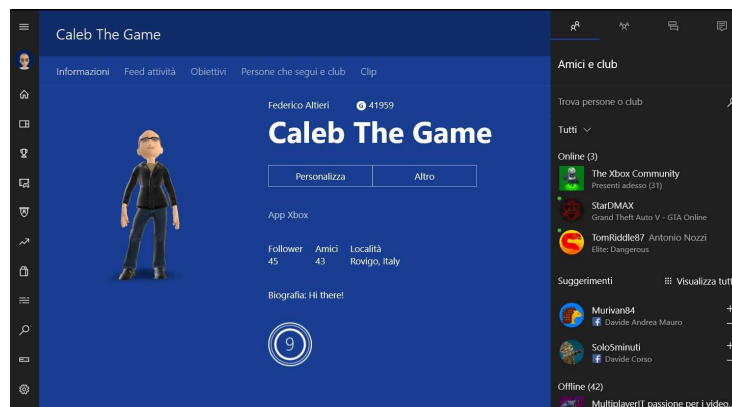 Caleb The Game
Informazioni Feed attività Obiettivi Persone che segui e club Clip
Federico Altieri G 41959
Caleb The Game
Personalizza Altro
App Xbox
Follower Amici Località
45 43 Rovigo, Italy
Biografia: Hi there!
9
Amici e club
Trova persone o club
Tutti
Online (3)
The Xbox Community
Presenti adesso (31)
StarDMAX
Grand Theft Auto V - GTA Online
TomRiddle87 Antonio Nozzi
Elite: Dangerous
Suggerimenti Visualizza tutt
Murivan84
f Davide Andrea Mauro
Solo5minuti
f Davide Corso
Offline (42)
MultiplayerIT passione per i video